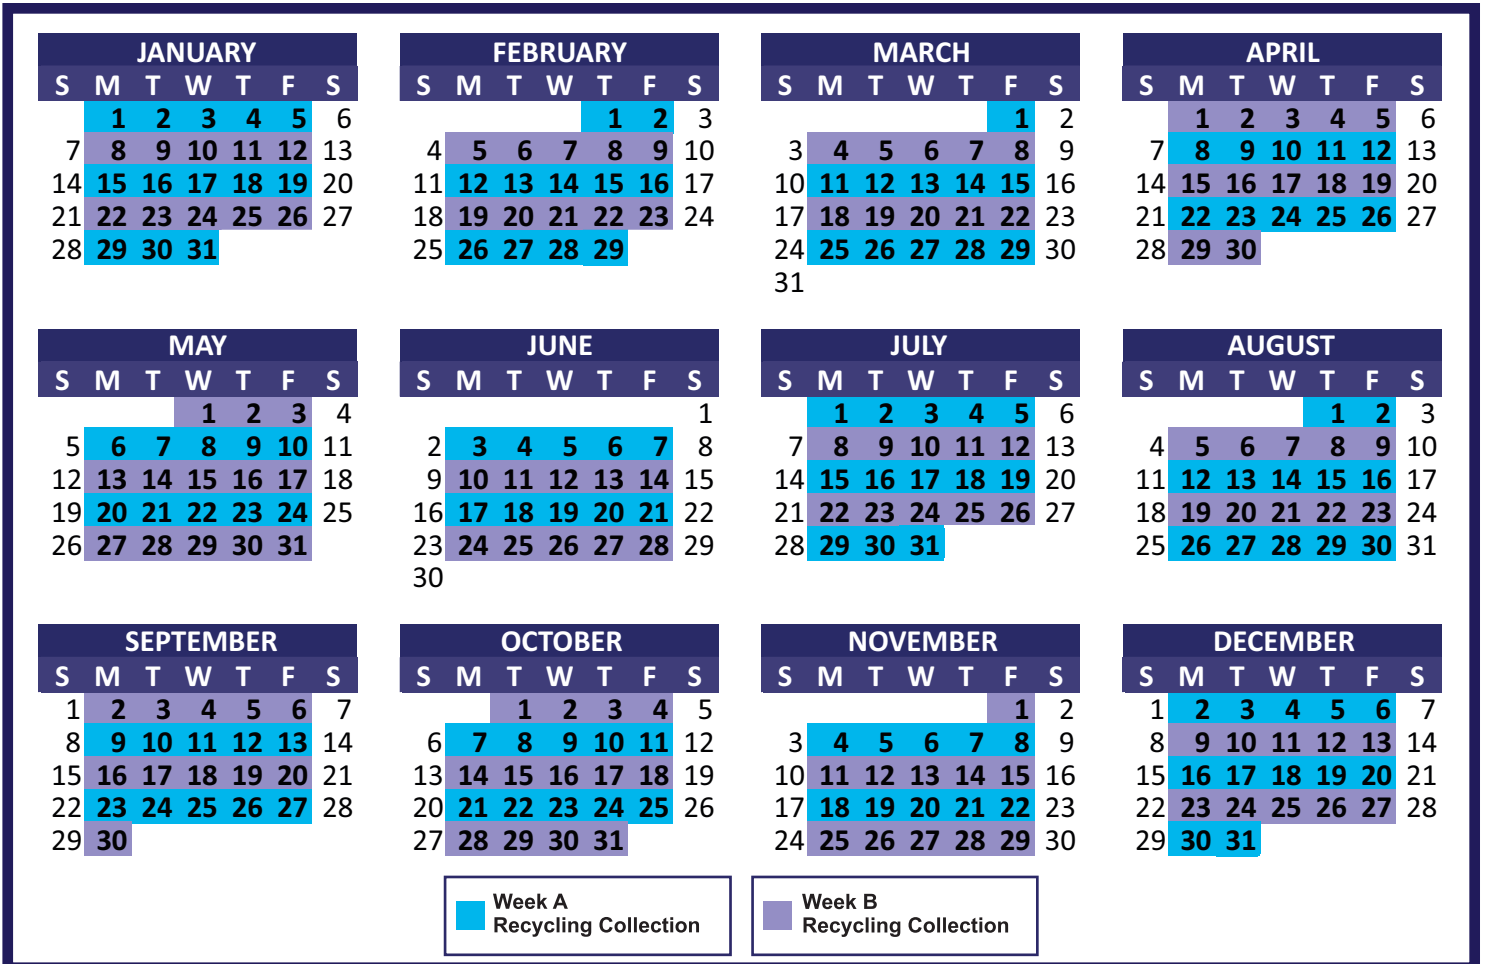 JANUARY
S M T W T F S
1 2 3 4 5 6
7 8 9 10 11 12 13
14 15 16 17 18 19 20
21 22 23 24 25 26 27
28 29 30 31
FEBRUARY
S M T W T F S
1 2 3
4 5 6 7 8 9 10
11 12 13 14 15 16 17
18 19 20 21 22 23 24
25 26 27 28 29
MARCH
S M T W T F S
1 2
3 4 5 6 7 8 9
10 11 12 13 14 15 16
17 18 19 20 21 22 23
24 25 26 27 28 29 30
31
APRIL
S M T W T F S
1 2 3 4 5 6
7 8 9 10 11 12 13
14 15 16 17 18 19 20
21 22 23 24 25 26 27
28 29 30
MAY
S M T W T F S
1 2 3 4
5 6 7 8 9 10 11
12 13 14 15 16 17 18
19 20 21 22 23 24 25
26 27 28 29 30 31
JUNE
S M T W T F S
1
2 3 4 5 6 7 8
9 10 11 12 13 14 15
16 17 18 19 20 21 22
23 24 25 26 27 28 29
30
JULY
S M T W T F S
1 2 3 4 5 6
7 8 9 10 11 12 13
14 15 16 17 18 19 20
21 22 23 24 25 26 27
28 29 30 31
AUGUST
S M T W T F S
1 2 3
4 5 6 7 8 9 10
11 12 13 14 15 16 17
18 19 20 21 22 23 24
25 26 27 28 29 30 31
SEPTEMBER
S M T W T F S
1 2 3 4 5 6 7
8 9 10 11 12 13 14
15 16 17 18 19 20 21
22 23 24 25 26 27 28
29 30
OCTOBER
S M T W T F S
1 2 3 4 5
6 7 8 9 10 11 12
13 14 15 16 17 18 19
20 21 22 23 24 25 26
27 28 29 30 31
NOVEMBER
S M T W T F S
1 2
3 4 5 6 7 8 9
10 11 12 13 14 15 16
17 18 19 20 21 22 23
24 25 26 27 28 29 30
DECEMBER
S M T W T F S
1 2 3 4 5 6 7
8 9 10 11 12 13 14
15 16 17 18 19 20 21
22 23 24 25 26 27 28
29 30 31
Week A
Recycling Collection
Week B
Recycling Collection